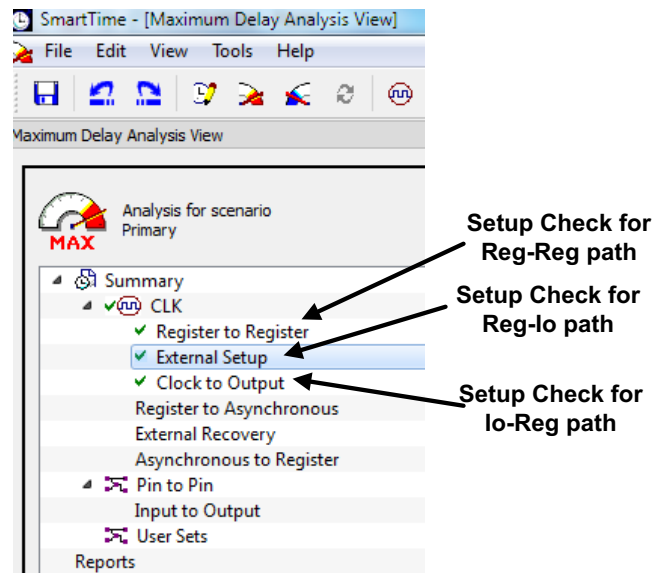 SmartTime - [Maximum Delay Analysis View]
File Edit View Tools Help
Maximum Delay Analysis View
MAX
Analysis for scenario
Primary
Summary
CLK
Register to Register
External Setup
Clock to Output
Register to Asynchronous
External Recovery
Asynchronous to Register
Pin to Pin
Input to Output
User Sets
Reports
Setup Check for
Reg-Reg path
Setup Check for
Reg-Io path
Setup Check for
Io-Reg path